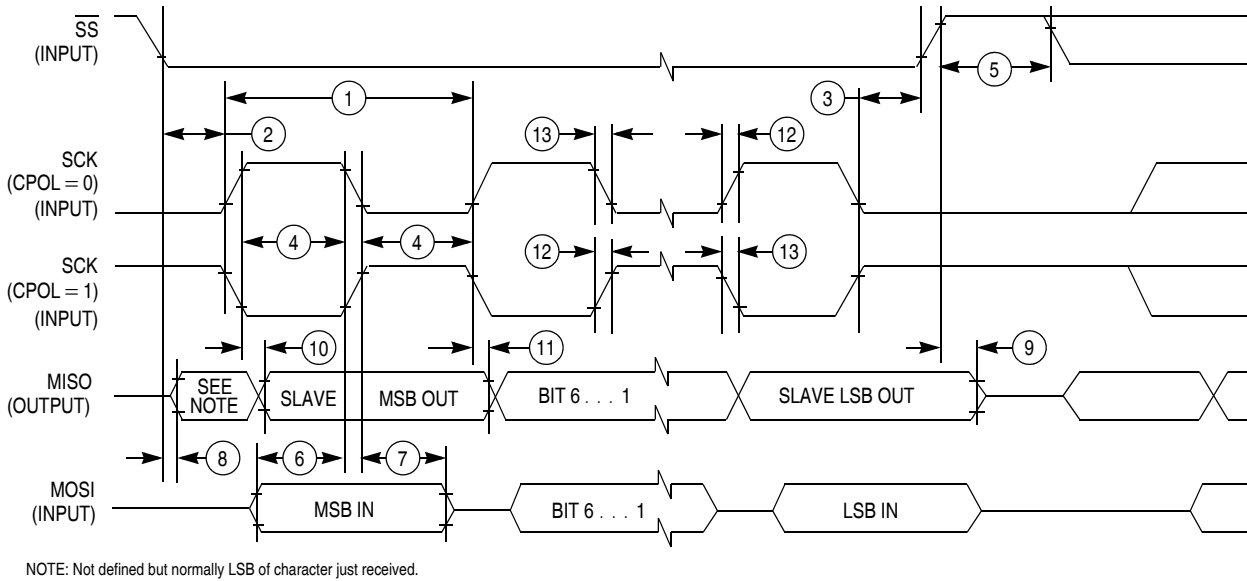 SS
(INPUT)
5
1
3
2
13
12
SCK
(CPOL = 0)
(INPUT)
4
4
12
13
SCK
(CPOL = 1)
(INPUT)
10
11
9
MISO
(OUTPUT)
SEE
NOTE
SLAVE
MSB OUT
BIT 6 . . . 1
SLAVE LSB OUT
8
6
7
MOSI
(INPUT)
MSB IN
BIT 6 . . . 1
LSB IN
NOTE: Not defined but normally LSB of character just received.